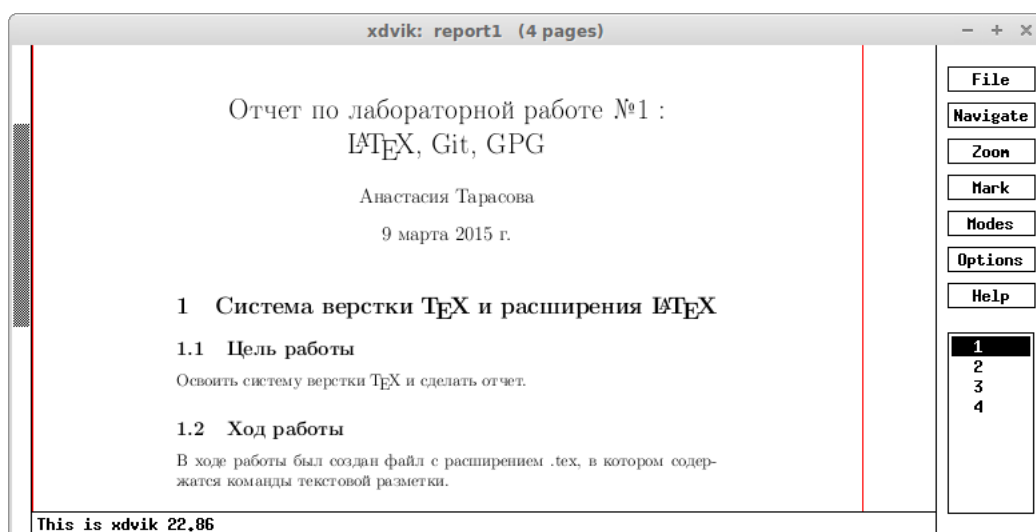 xdvik: report1 (4 pages)
Отчет по лабораторной работе №1 :
LATEX, Git, GPG
Анастасия Тарасова
9 марта 2015 г.
1 Система верстки TEX и расширения LATEX
1.1 Цель работы
Освоить систему верстки TEX и сделать отчет.
1.2 Ход работы
В ходе работы был создан файл с расширением .tex, в котором содер-
жатся команды текстовой разметки.
File
Navigate
Zoom
Mark
Modes
Options
Help
1
2
3
4
This is xdvik 22.86